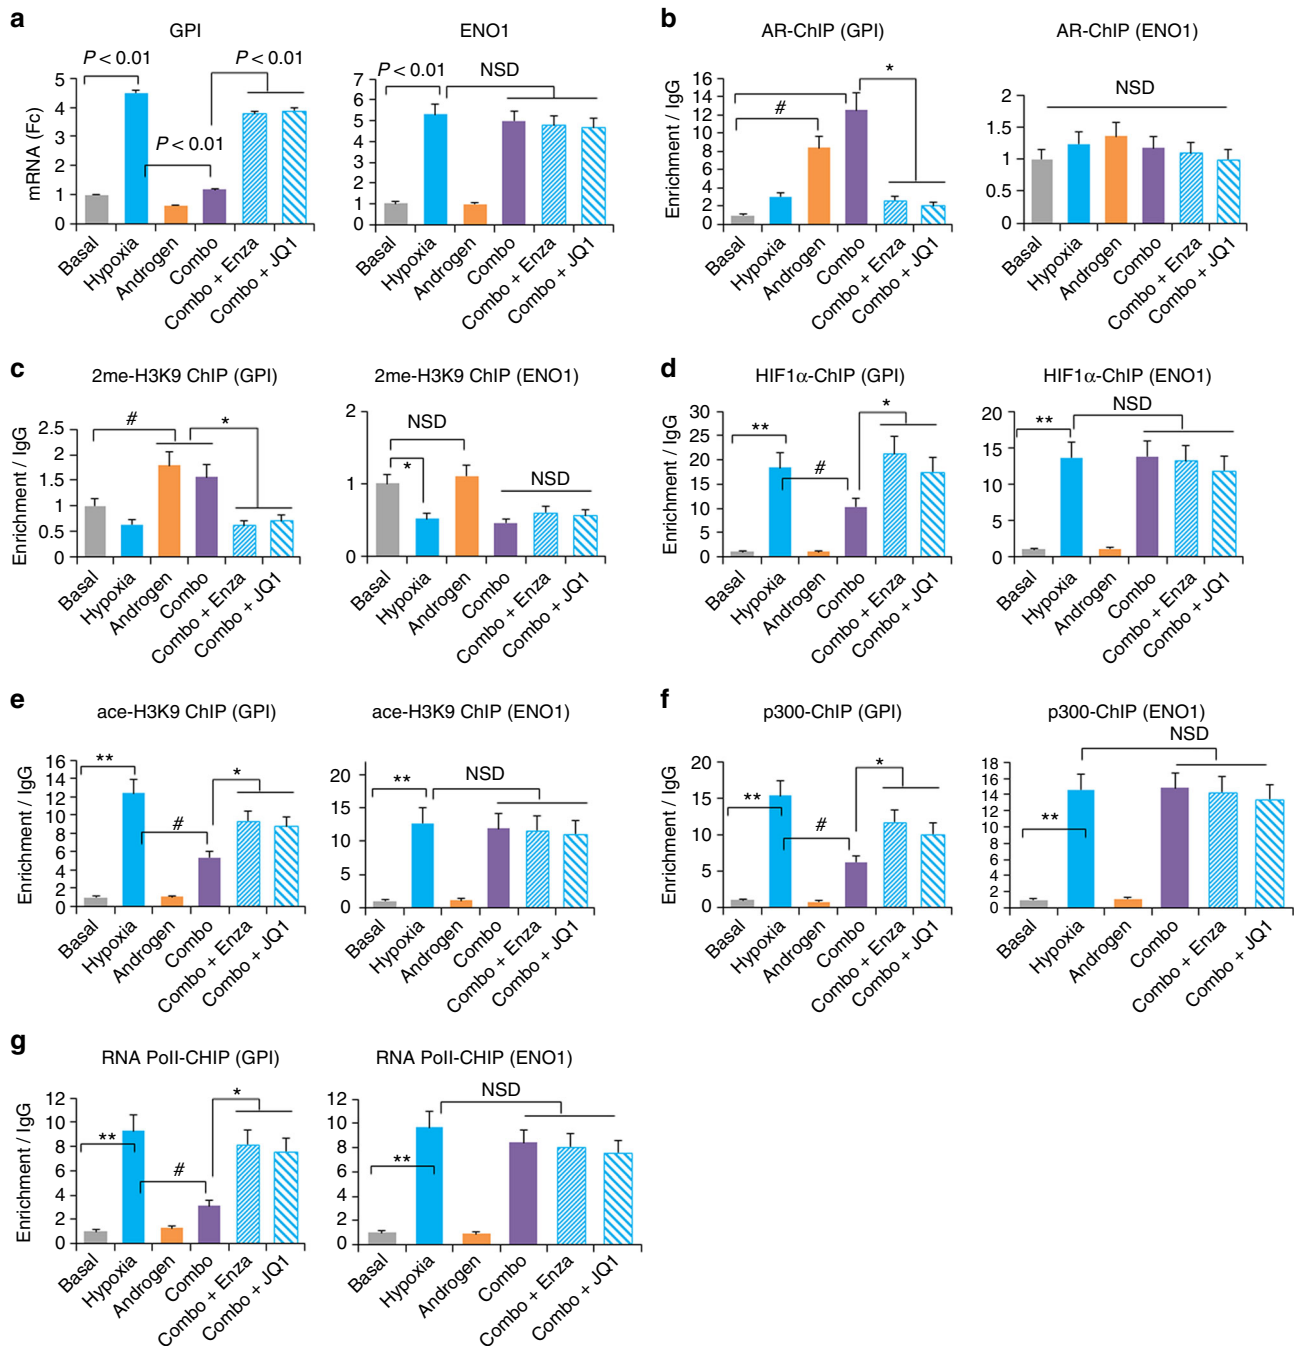 a
GPI
ENO1
P < 0.01
P < 0.01
P < 0.01
mRNA (Fc)
5
4
3
2
1
0
Basal
Hypoxia
Androgen
Combo
Combo + Enza
Combo + JQ1
P < 0.01
NSD
7
6
5
4
3
2
1
0
Basal
Hypoxia
Androgen
Combo
Combo + Enza
Combo + JQ1
b
AR-ChIP (GPI)
AR-ChIP (ENO1)
Enrichment / IgG
16
14
12
10
8
6
4
2
0
#
*
Basal
Hypoxia
Androgen
Combo
Combo + Enza
Combo + JQ1
2
1.5
1
0.5
0
NSD
Basal
Hypoxia
Androgen
Combo
Combo + Enza
Combo + JQ1
c
2me-H3K9 ChIP (GPI)
2me-H3K9 ChIP (ENO1)
Enrichment / IgG
2.5
2
1.5
1
0.5
0
#
*
Basal
Hypoxia
Androgen
Combo
Combo + Enza
Combo + JQ1
2
1
0
NSD
*
NSD
Basal
Hypoxia
Androgen
Combo
Combo + Enza
Combo + JQ1
d
HIF1α-ChIP (GPI)
HIF1α-ChIP (ENO1)
Enrichment / IgG
30
25
20
15
10
5
0
**
#
*
Basal
Hypoxia
Androgen
Combo
Combo + Enza
Combo + JQ1
20
15
10
5
0
**
NSD
Basal
Hypoxia
Androgen
Combo
Combo + Enza
Combo + JQ1
e
ace-H3K9 ChIP (GPI)
ace-H3K9 ChIP (ENO1)
Enrichment / IgG
16
14
12
10
8
6
4
2
0
**
#
*
Basal
Hypoxia
Androgen
Combo
Combo + Enza
Combo + JQ1
20
15
10
5
0
**
NSD
Basal
Hypoxia
Androgen
Combo
Combo + Enza
Combo + JQ1
f
p300-ChIP (GPI)
p300-ChIP (ENO1)
Enrichment / IgG
20
15
10
5
0
**
#
*
Basal
Hypoxia
Androgen
Combo
Combo + Enza
Combo + JQ1
18
16
14
12
10
8
6
4
2
0
**
NSD
Basal
Hypoxia
Androgen
Combo
Combo + Enza
Combo + JQ1
g
RNA PolI-CHIP (GPI)
RNA PolI-CHIP (ENO1)
Enrichment / IgG
12
10
8
6
4
2
0
**
#
*
Basal
Hypoxia
Androgen
Combo
Combo + Enza
Combo + JQ1
12
10
8
6
4
2
0
**
NSD
Basal
Hypoxia
Androgen
Combo
Combo + Enza
Combo + JQ1